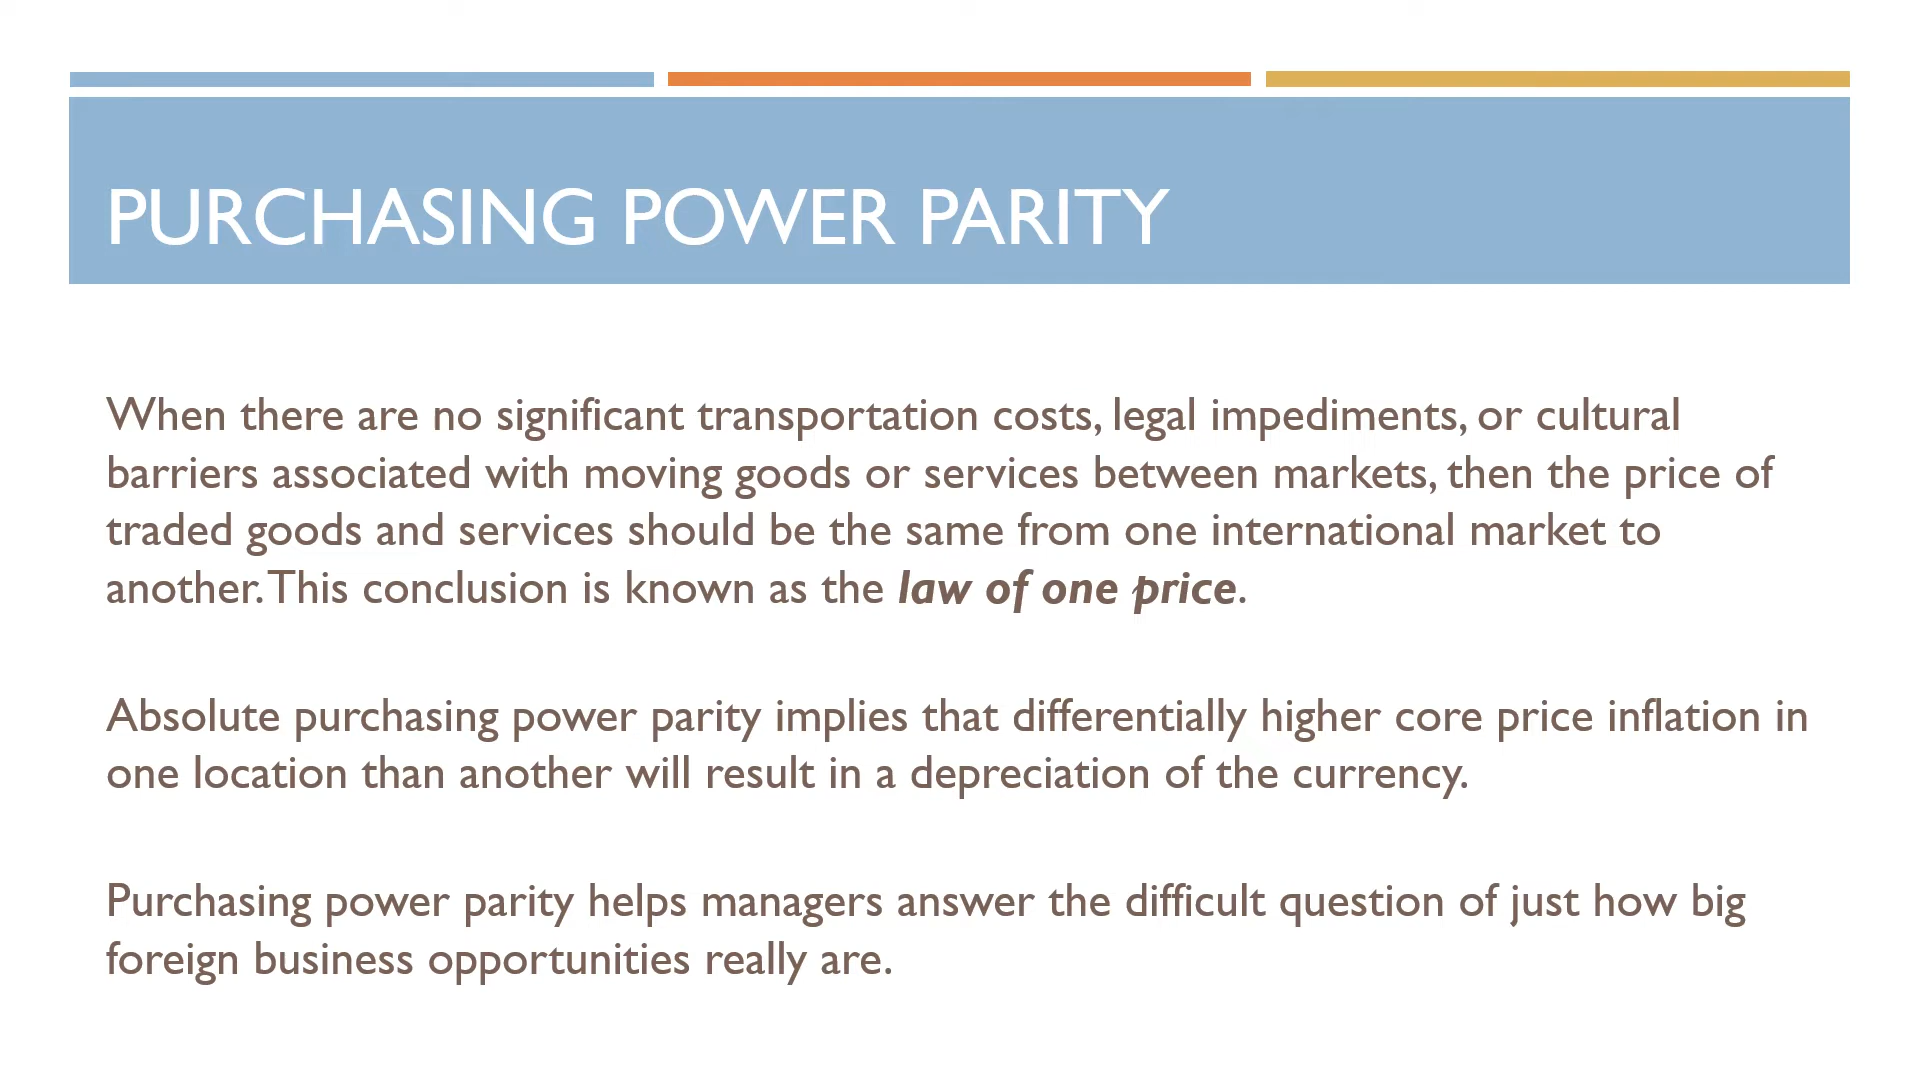 PURCHASING POWER PARITY
When there are no significant transportation costs, legal impediments, or cultural
barriers associated with moving goods or services between markets, then the price of
traded goods and services should be the same from one international market to
another. This conclusion is known as the law of one price.
Absolute purchasing power parity implies that differentially higher core price inflation in
one location than another will result in a depreciation of the currency.
Purchasing power parity helps managers answer the difficult question of just how big
foreign business opportunities really are.